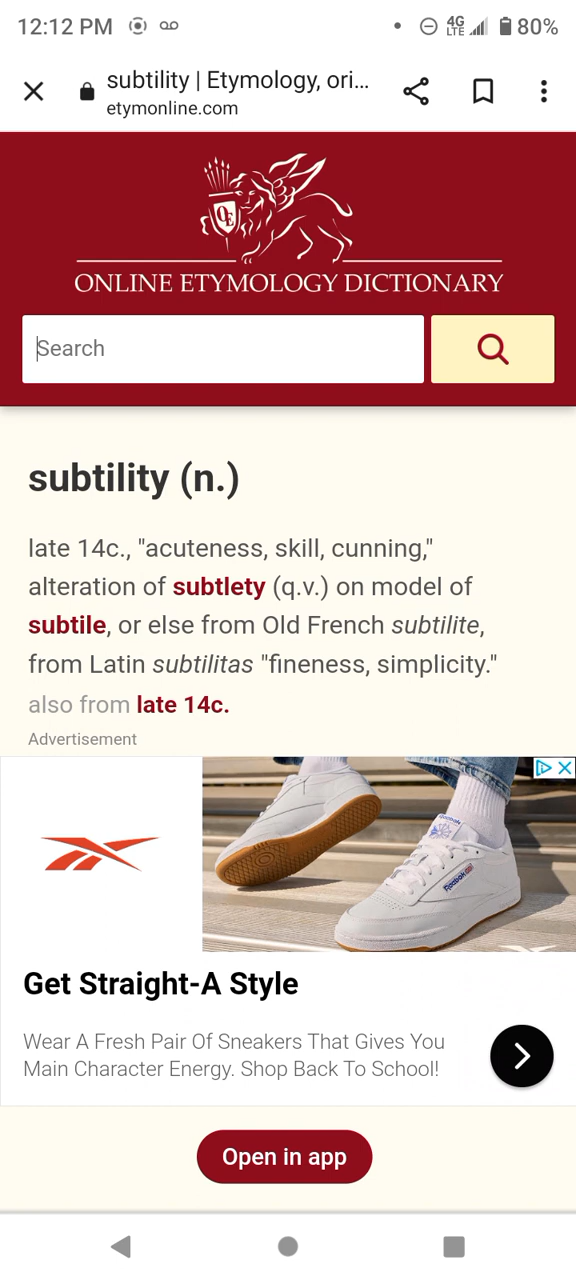 12:12 PM 4G LTE 80%
subtility | Etymology, ori...
etymonline.com
OE
ONLINE ETYMOLOGY DICTIONARY
Search
subtility (n.)
late 14c., "acuteness, skill, cunning,"
alteration of subtlety (q.v.) on model of
subtile, or else from Old French subtilite,
from Latin subtilitas "fineness, simplicity."
also from late 14c.
Advertisement
Reebok
Get Straight-A Style
Wear A Fresh Pair Of Sneakers That Gives You
Main Character Energy. Shop Back To School!
Open in app